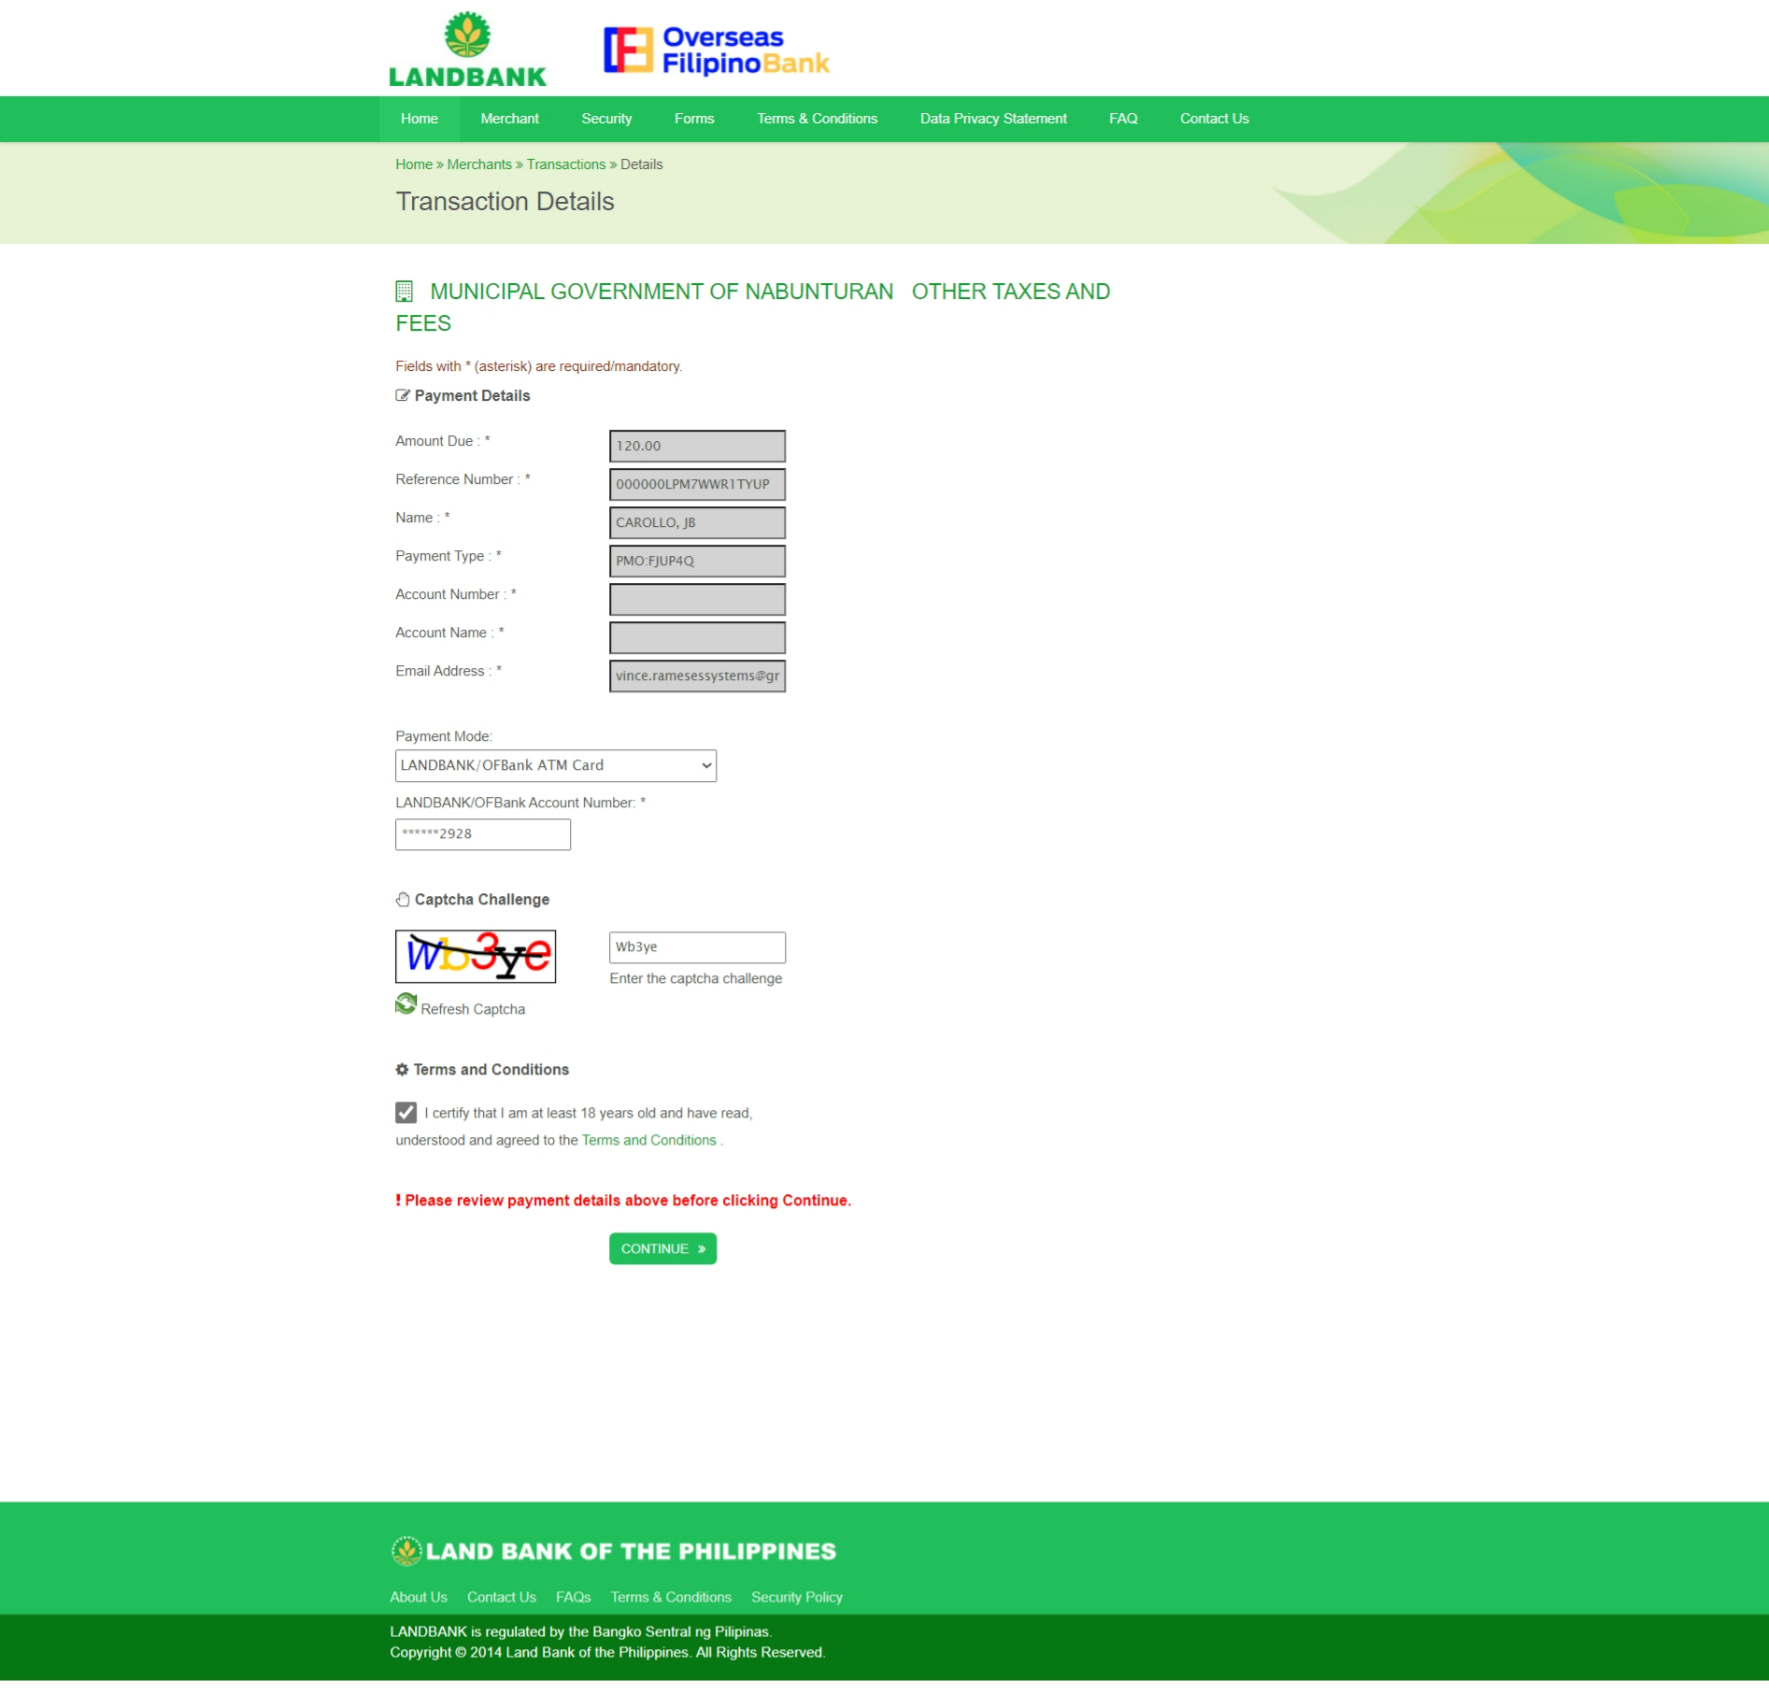 LANDBANK
Overseas
FilipinoBank
Home Merchant Security Forms Terms & Conditions Data Privacy Statement FAQ Contact Us
Home » Merchants » Transactions » Details
Transaction Details
MUNICIPAL GOVERNMENT OF NABUNTURAN OTHER TAXES AND
FEES
Fields with * (asterisk) are required/mandatory.
Payment Details
Amount Due : * 120.00
Reference Number : * 000000LPM7WWR1TYUP
Name : * CAROLLO, JB
Payment Type : * PMO:FJUP4Q
Account Number : *
Account Name : *
Email Address : * vince.ramesessystems@gr
Payment Mode:
LANDBANK/OFBank ATM Card
LANDBANK/OFBank Account Number: *
******2928
Captcha Challenge
Wb3ye Wb3ye
Enter the captcha challenge
Refresh Captcha
Terms and Conditions
I certify that I am at least 18 years old and have read,
understood and agreed to the Terms and Conditions .
! Please review payment details above before clicking Continue.
CONTINUE »
LAND BANK OF THE PHILIPPINES
About Us Contact Us FAQs Terms & Conditions Security Policy
LANDBANK is regulated by the Bangko Sentral ng Pilipinas.
Copyright © 2014 Land Bank of the Philippines. All Rights Reserved.